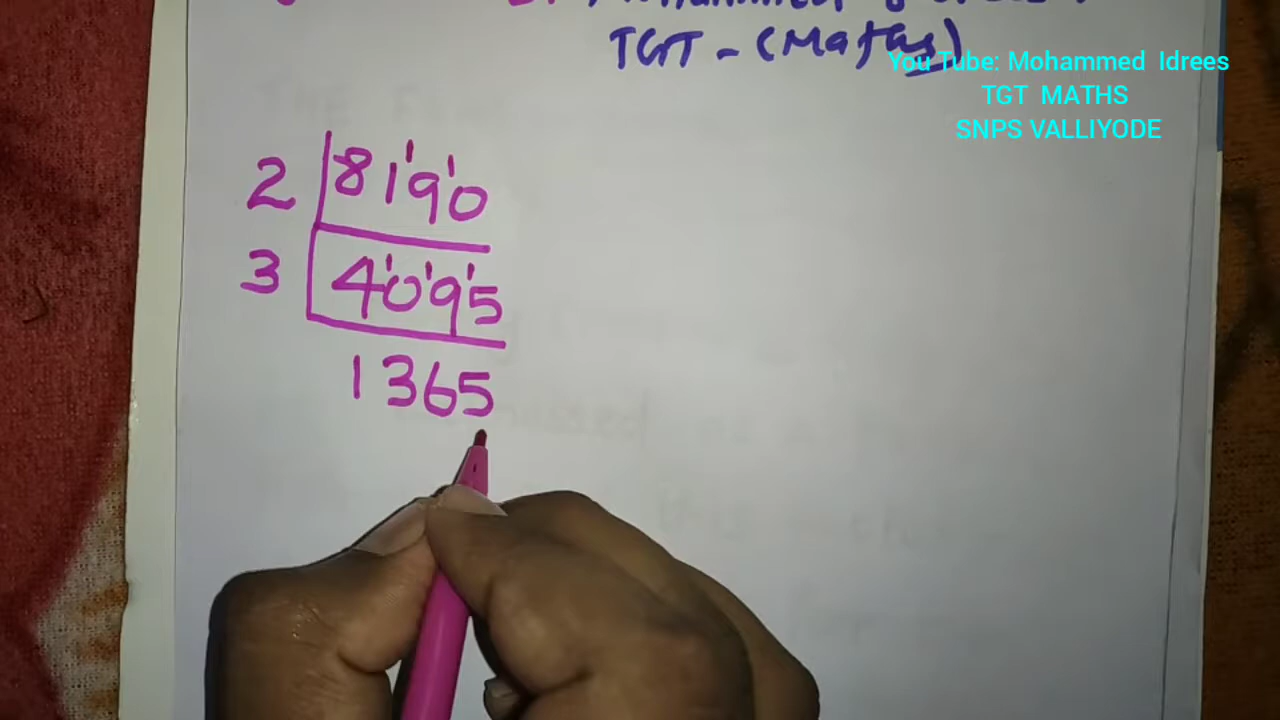 TGT - (Maths)
You Tube: Mohammed Idrees
TGT MATHS
SNPS VALLIYODE
2 8190
3 4095
1365